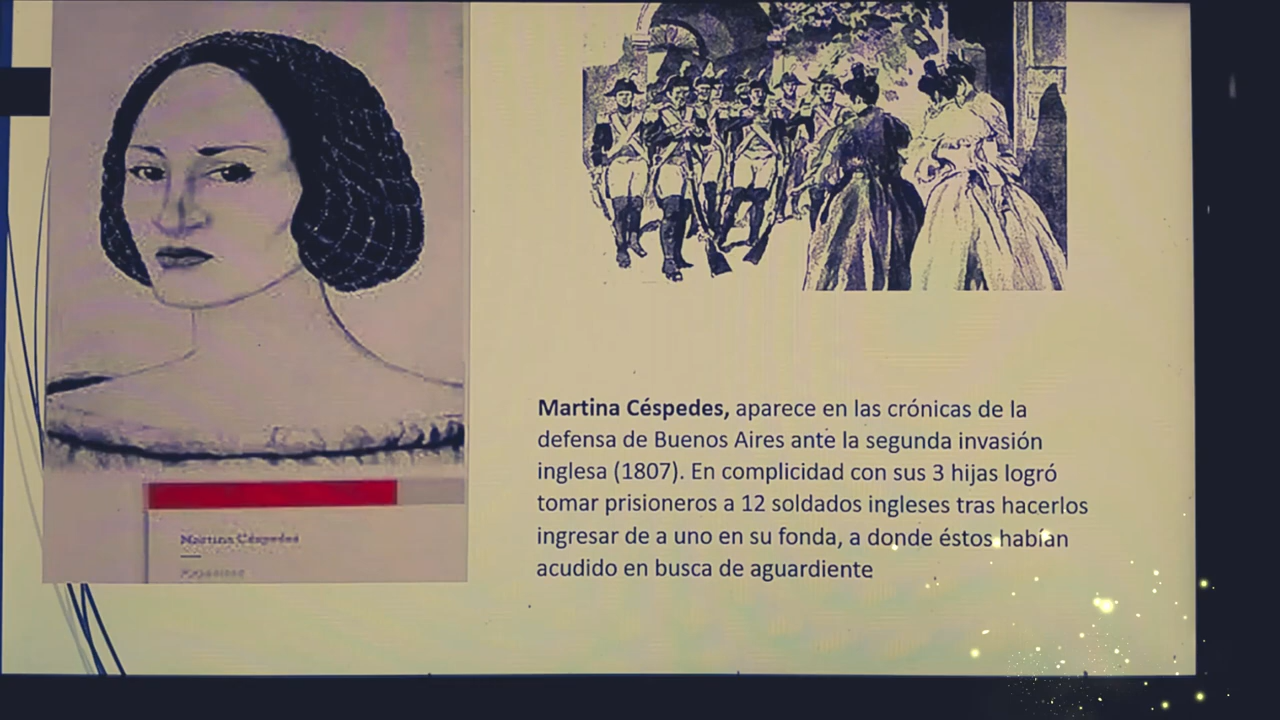 Martina Céspedes
Martina Céspedes, aparece en las crónicas de la
defensa de Buenos Aires ante la segunda invasión
inglesa (1807). En complicidad con sus 3 hijas logró
tomar prisioneros a 12 soldados ingleses tras hacerlos
ingresar de a uno en su fonda, a donde éstos habían
acudido en busca de aguardiente